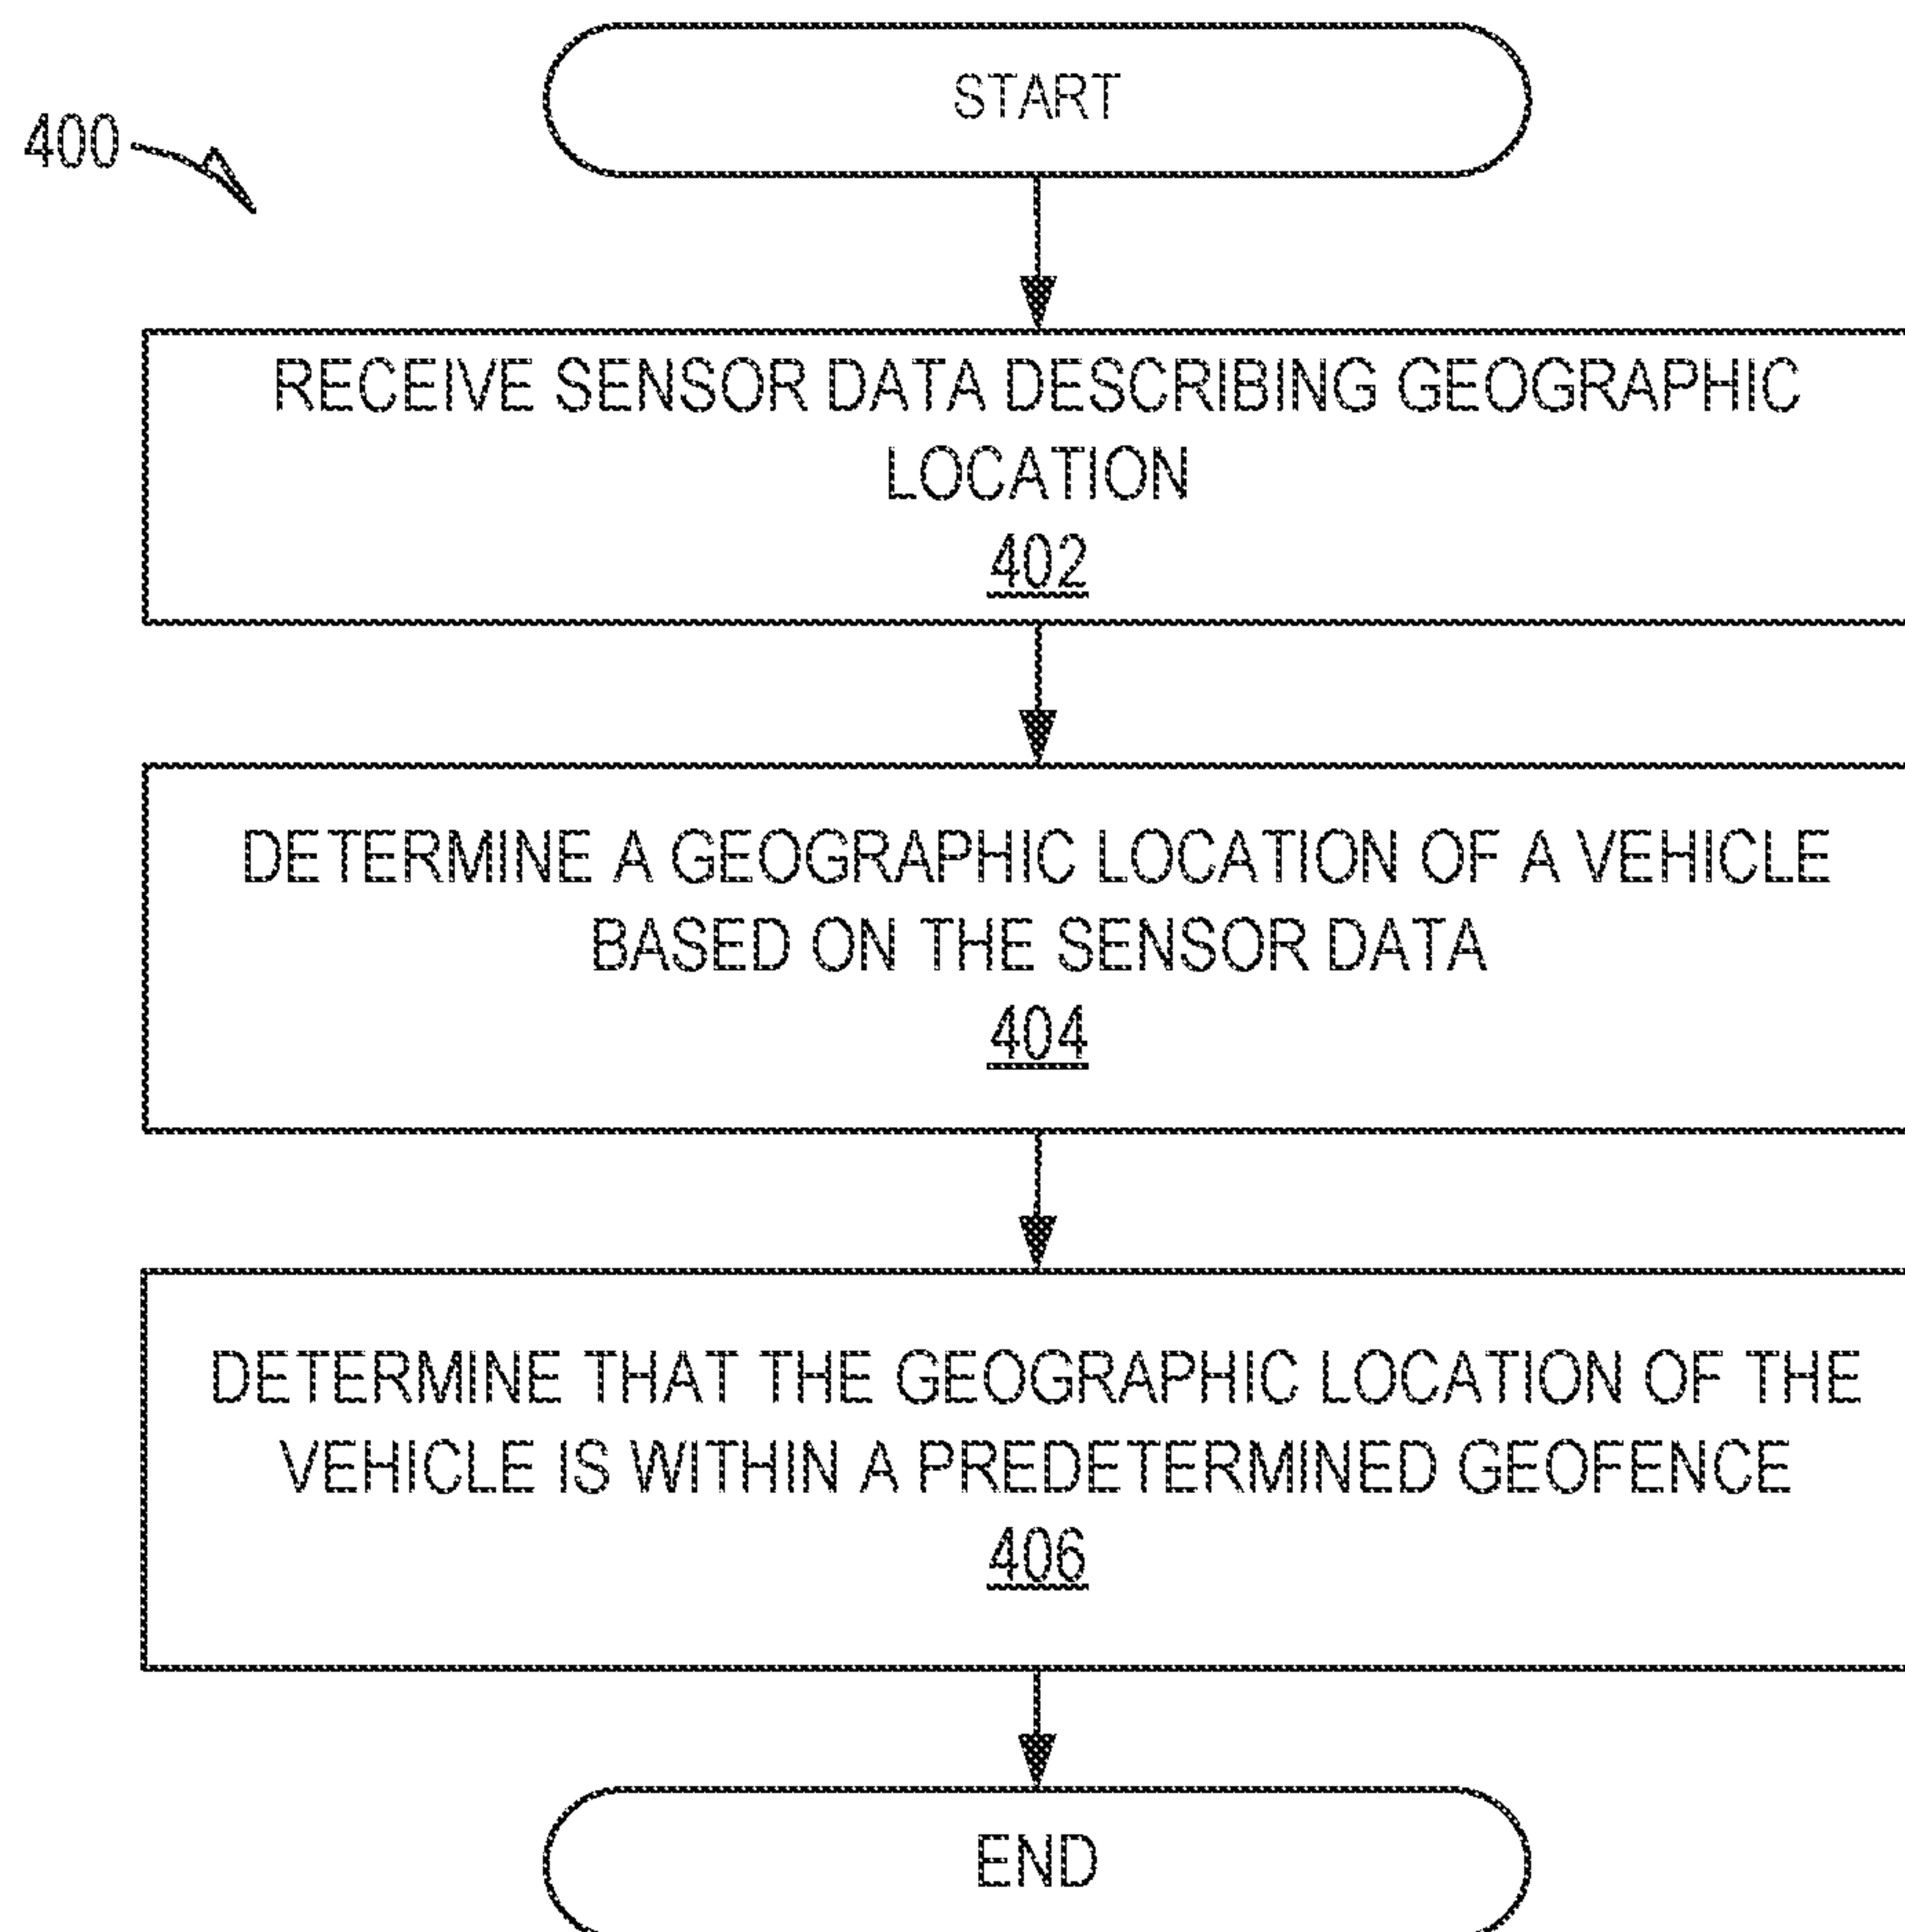 START
400
RECEIVE SENSOR DATA DESCRIBING GEOGRAPHIC
LOCATION
402
DETERMINE A GEOGRAPHIC LOCATION OF A VEHICLE
BASED ON THE SENSOR DATA
404
DETERMINE THAT THE GEOGRAPHIC LOCATION OF THE
VEHICLE IS WITHIN A PREDETERMINED GEOFENCE
406
END